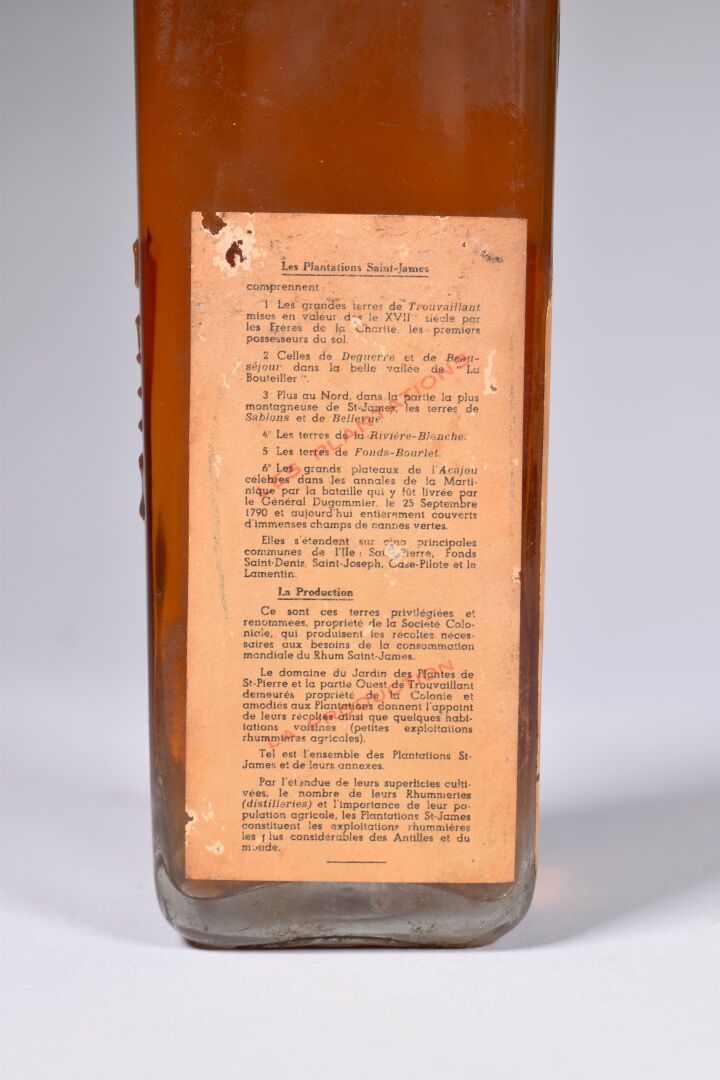 Les Plantations Saint-James
comprennent :
1 Les grandes terres de Trouvaillant
mises en valeur dès le XVII siècle par
les Frères de la Charité, les premiers
possesseurs du sol.
2 Celles de Deguerre et de Beau-
séjour dans la belle vallée de "La
Bouteiller".
3 Plus au Nord, dans la partie la plus
montagneuse de St-James, les terres de
Sablons et de Bellevue
4° Les terres de la Rivière-Blanche.
5 Les terres de Fonds-Bourlet.
6° Les grands plateaux de l'Acajou
célèbres dans les annales de la Marti-
nique par la bataille qui y fût livrée par
le Général Dugommier, le 25 Septembre
1790 et aujourd'hui entièrement couverts
d'immenses champs de cannes vertes.
Elles s'étendent sur cinq principales
communes de l'Ile : Saint-Pierre, Fonds
Saint-Denis, Saint-Joseph, Case-Pilote et le
Lamentin.
La Production
Ce sont ces terres privilégiées et
renommées, propriété de la Société Colo-
niale, qui produisent les récoltes néces-
saires aux besoins de la consommation
mondiale du Rhum Saint-James.
Le domaine du Jardin des Plantes de
St-Pierre et la partie Ouest de Trouvaillant
demeurés propriété de la Colonie et
amodiés aux Plantations donnent l'appoint
de leurs récoltes ainsi que quelques habi-
tations voisines (petites exploitations
rhummières agricoles).
Tel est l'ensemble des Plantations St-
James et de leurs annexes.
Par l'étendue de leurs superficies culti-
vées, le nombre de leurs Rhummeries
(distilleries) et l'importance de leur po-
pulation agricole, les Plantations St-James
constituent les exploitations rhummières
les plus considérables des Antilles et du
monde.
LES PLANTATIONS
LA PRODUCTION